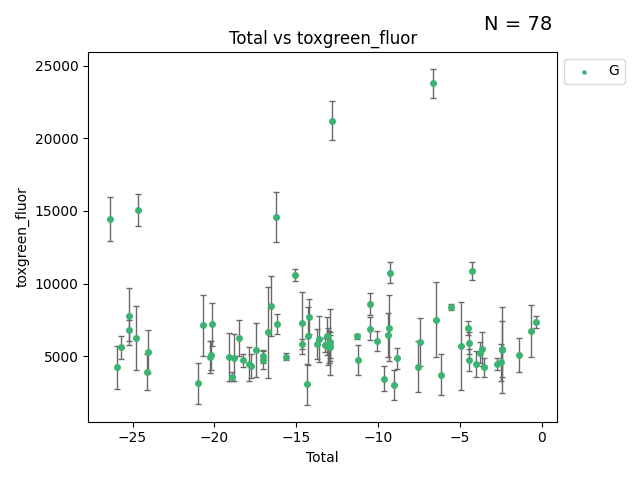 N = 78
Total vs toxgreen_fluor
G
toxgreen_fluor
25000
20000
15000
10000
5000
−25
−20
−15
−10
−5
0
Total